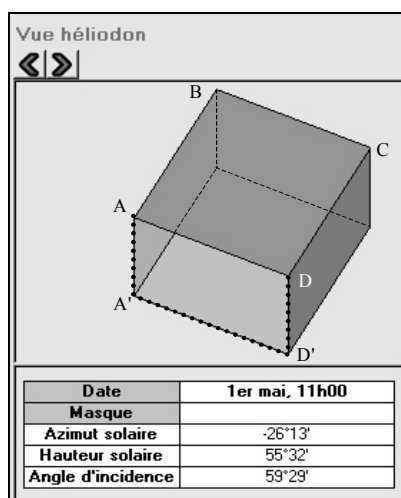 Vue héliodon
B
C
A
D
A'
D'
Date 1er mai, 11h00
Masque
Azimut solaire -26°13'
Hauteur solaire 55°32'
Angle d'incidence 59°29'